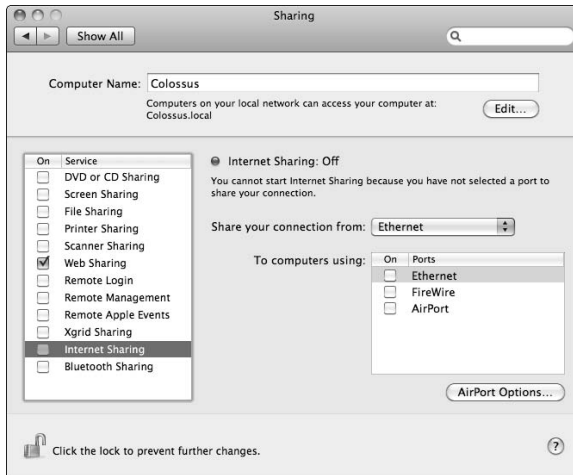 Sharing
Show All
Computer Name: Colossus
Computers on your local network can access your computer at:
Colossus.local
Edit...
On Service
DVD or CD Sharing
Screen Sharing
File Sharing
Printer Sharing
Scanner Sharing
Web Sharing
Remote Login
Remote Management
Remote Apple Events
Xgrid Sharing
Internet Sharing
Bluetooth Sharing
Internet Sharing: Off
You cannot start Internet Sharing because you have not selected a port to
share your connection.
Share your connection from: Ethernet
To computers using:
On Ports
Ethernet
FireWire
AirPort
AirPort Options...
Click the lock to prevent further changes.
?